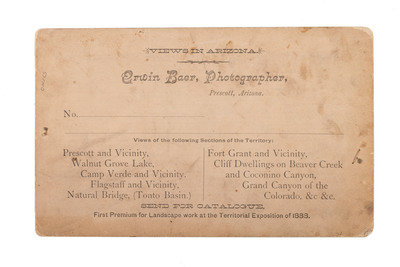 VIEWS IN ARIZONA.
Erwin Baer, Photographer,
Prescott, Arizona.
No.
Views of the following Sections of the Territory:
Prescott and Vicinity,
Walnut Grove Lake,
Camp Verde and Vicinity,
Flagstaff and Vicinity,
Natural Bridge, (Tonto Basin.)
Fort Grant and Vicinity,
Cliff Dwellings on Beaver Creek
and Coconino Canyon,
Grand Canyon of the
Colorado, &c &c.
SEND FOR CATALOGUE.
First Premium for Landscape work at the Territorial Exposition of 1888.